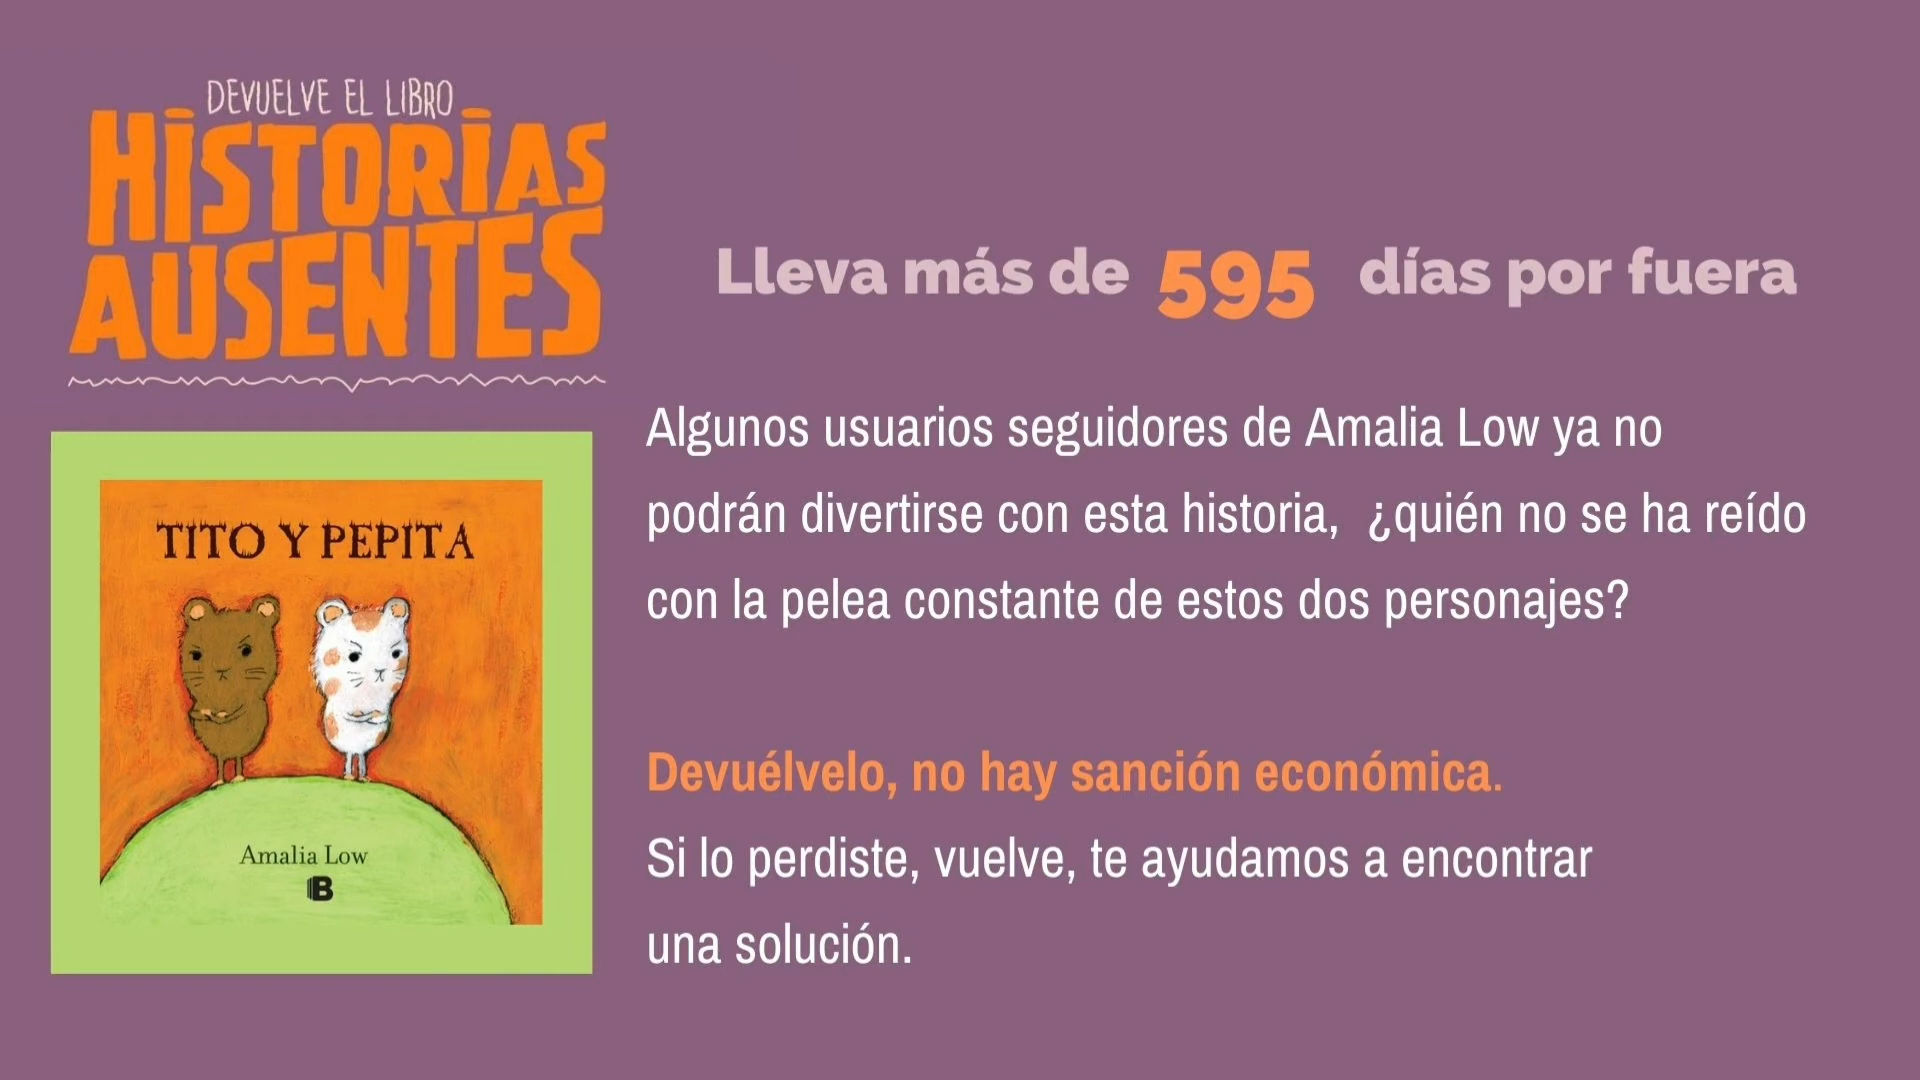 DEVUELVE EL LIBRO
HISTORIAS
AUSENTES
Lleva más de 595 días por fuera
Algunos usuarios seguidores de Amalia Low ya no
podrán divertirse con esta historia, ¿quién no se ha reído
con la pelea constante de estos dos personajes?
Devuélvelo, no hay sanción económica.
Si lo perdiste, vuelve, te ayudamos a encontrar
una solución.
TITO Y PEPITA
Amalia Low
B